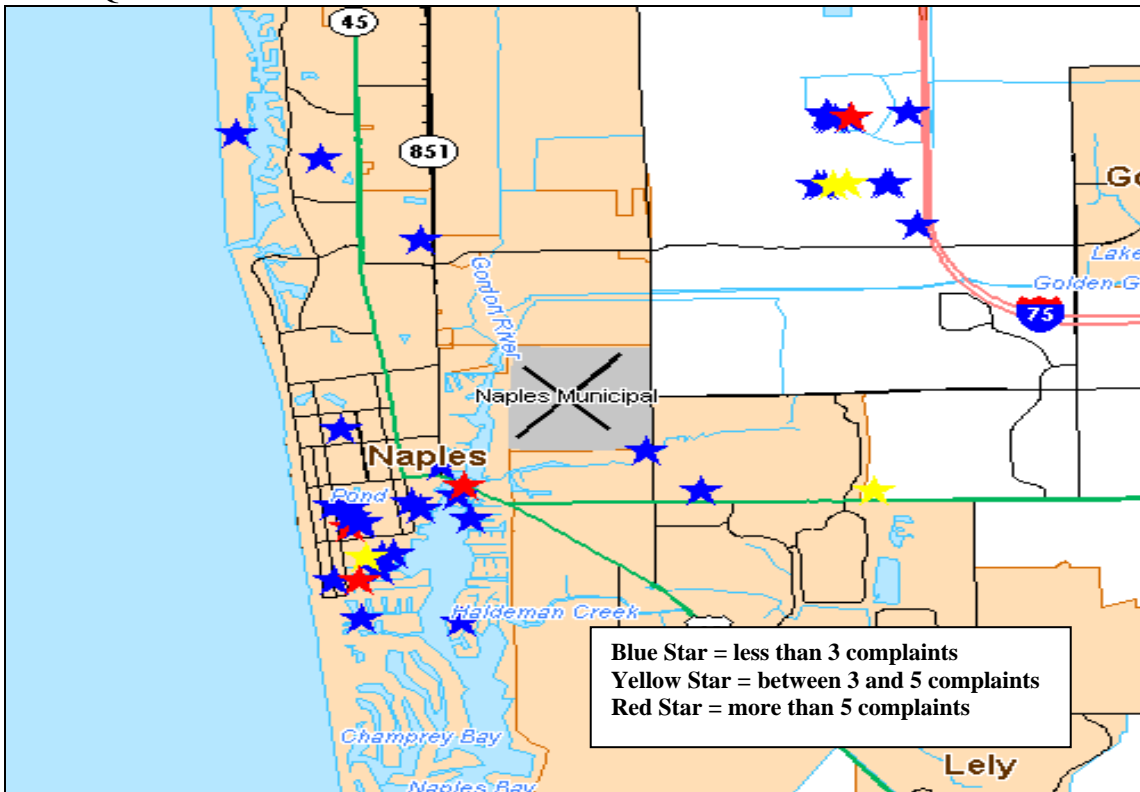 45
851
Go
Lake
Golden G
75
Gordon River
Naples Municipal
Naples
Pond
Haldeman Creek
Blue Star = less than 3 complaints
Yellow Star = between 3 and 5 complaints
Red Star = more than 5 complaints
Champrey Bay
Naples Bay
Lely